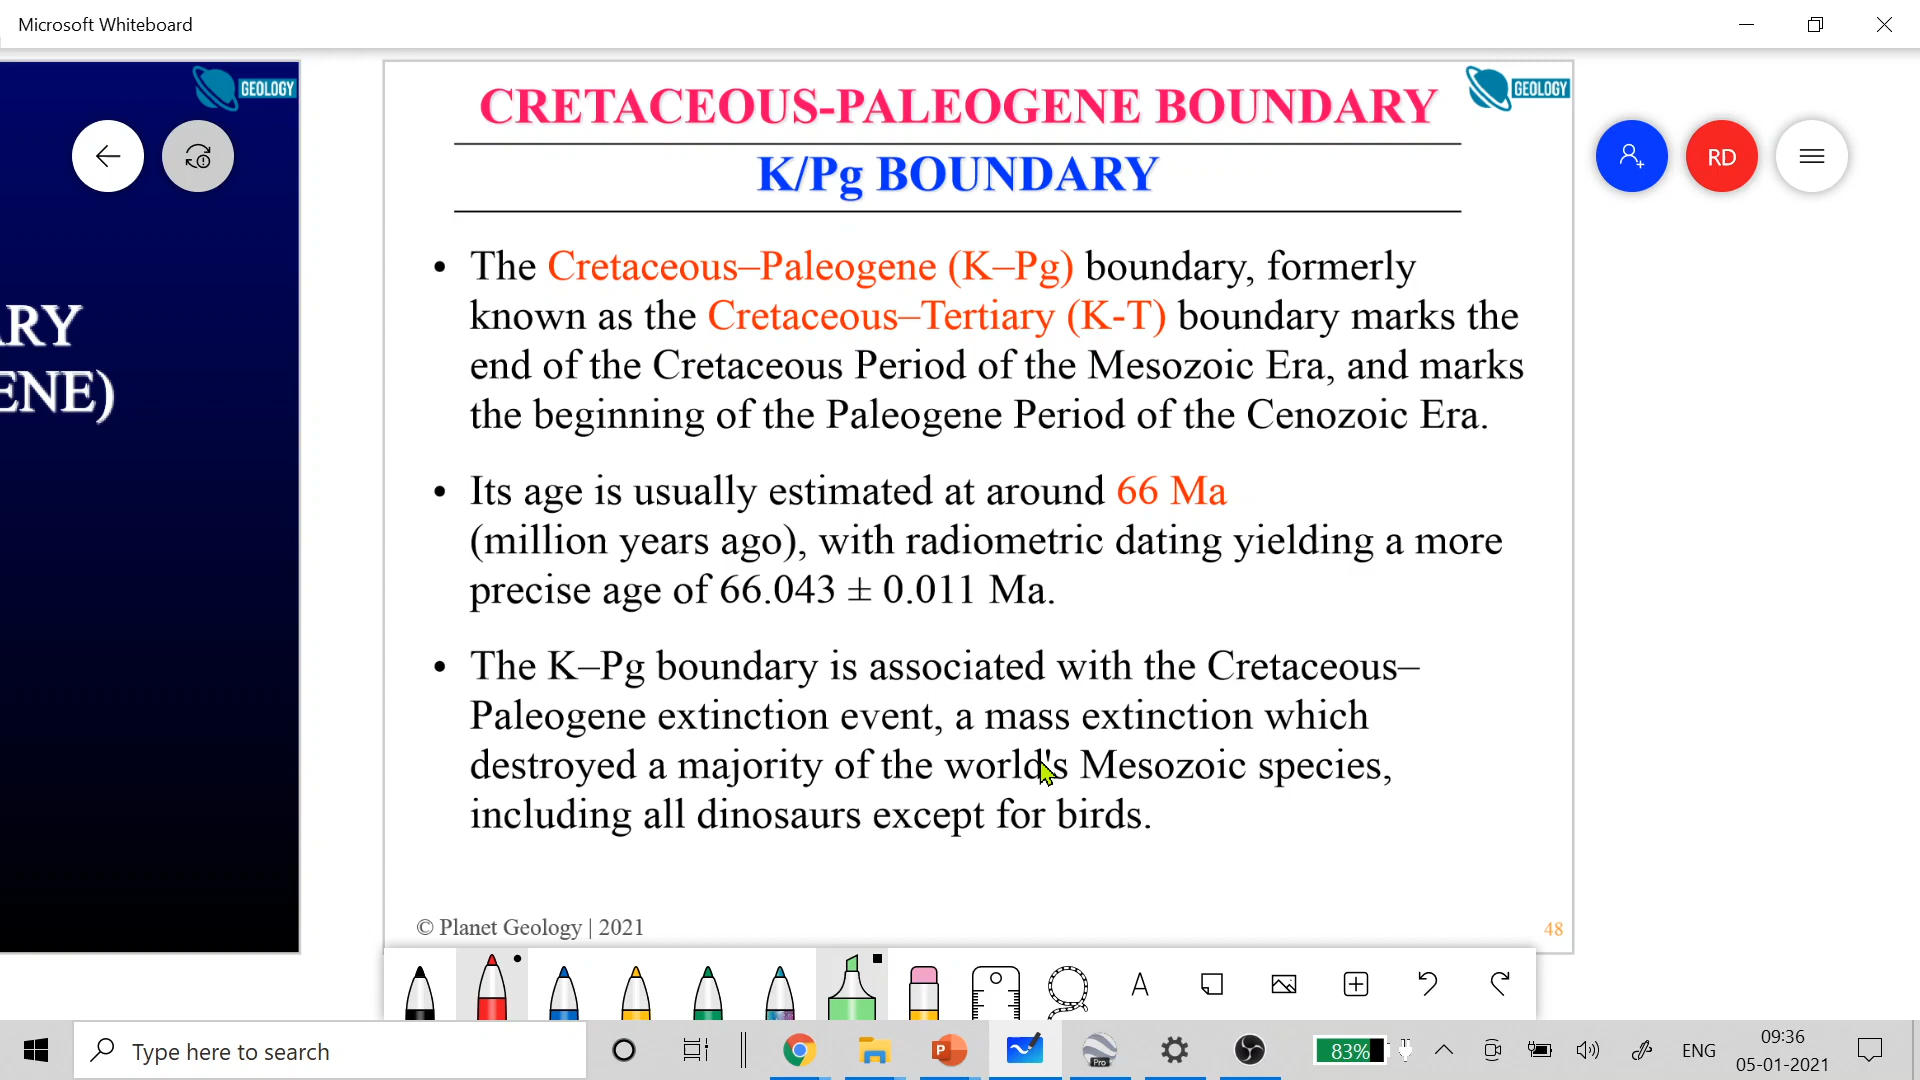 Microsoft Whiteboard
GEOLOGY
ARY
ENE)
GEOLOGY
CRETACEOUS-PALEOGENE BOUNDARY
K/Pg BOUNDARY
• The Cretaceous–Paleogene (K–Pg) boundary, formerly
known as the Cretaceous–Tertiary (K-T) boundary marks the
end of the Cretaceous Period of the Mesozoic Era, and marks
the beginning of the Paleogene Period of the Cenozoic Era.
• Its age is usually estimated at around 66 Ma
(million years ago), with radiometric dating yielding a more
precise age of 66.043 ± 0.011 Ma.
• The K–Pg boundary is associated with the Cretaceous–
Paleogene extinction event, a mass extinction which
destroyed a majority of the world's Mesozoic species,
including all dinosaurs except for birds.
© Planet Geology | 2021
48
RD
A
Type here to search
P
Pro
83%
ENG
09:36
05-01-2021